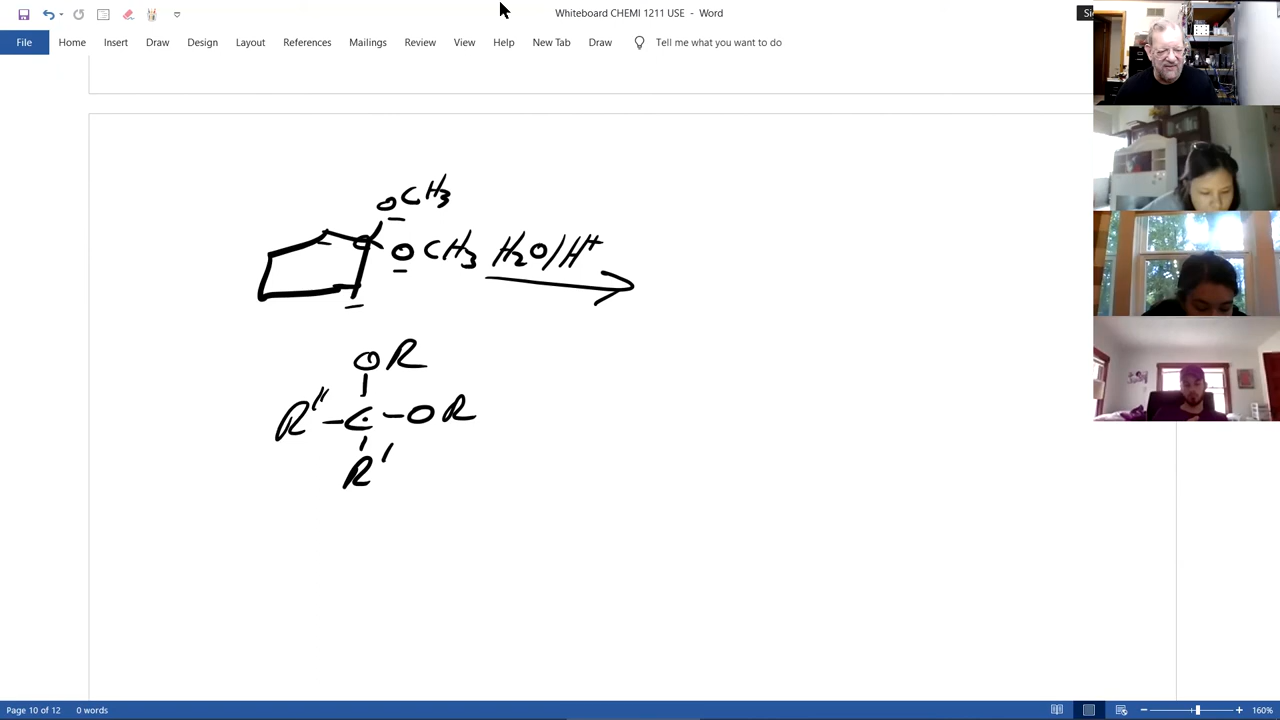 Whiteboard CHEMI 1211 USE - Word
File Home Insert Draw Design Layout References Mailings Review View Help New Tab Draw Tell me what you want to do
OCH3
OCH3 H2O/H+
OR
R" - C - OR
R'
Page 10 of 12 0 words 160%